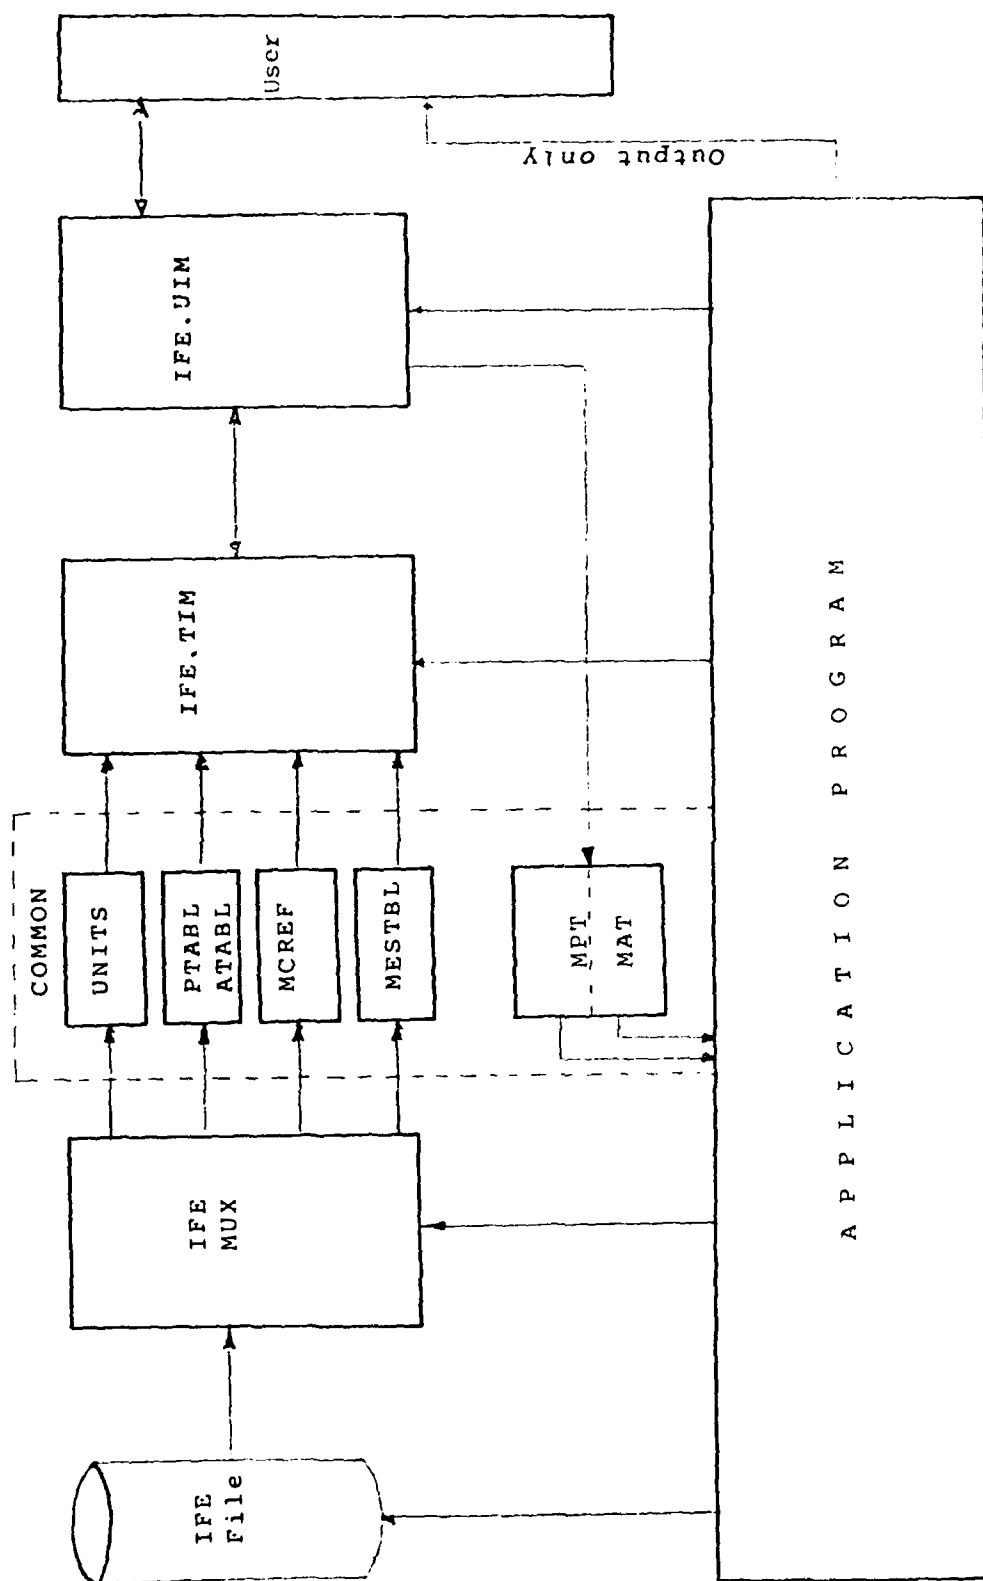 User
Output only
IFE.UIM
IFE.TIM
COMMON
UNITS
PTABL
ATABL
MCREF
MESTBL
MPT
MAT
IFE
MUX
IFE
File
APPLICATION PROGRAM